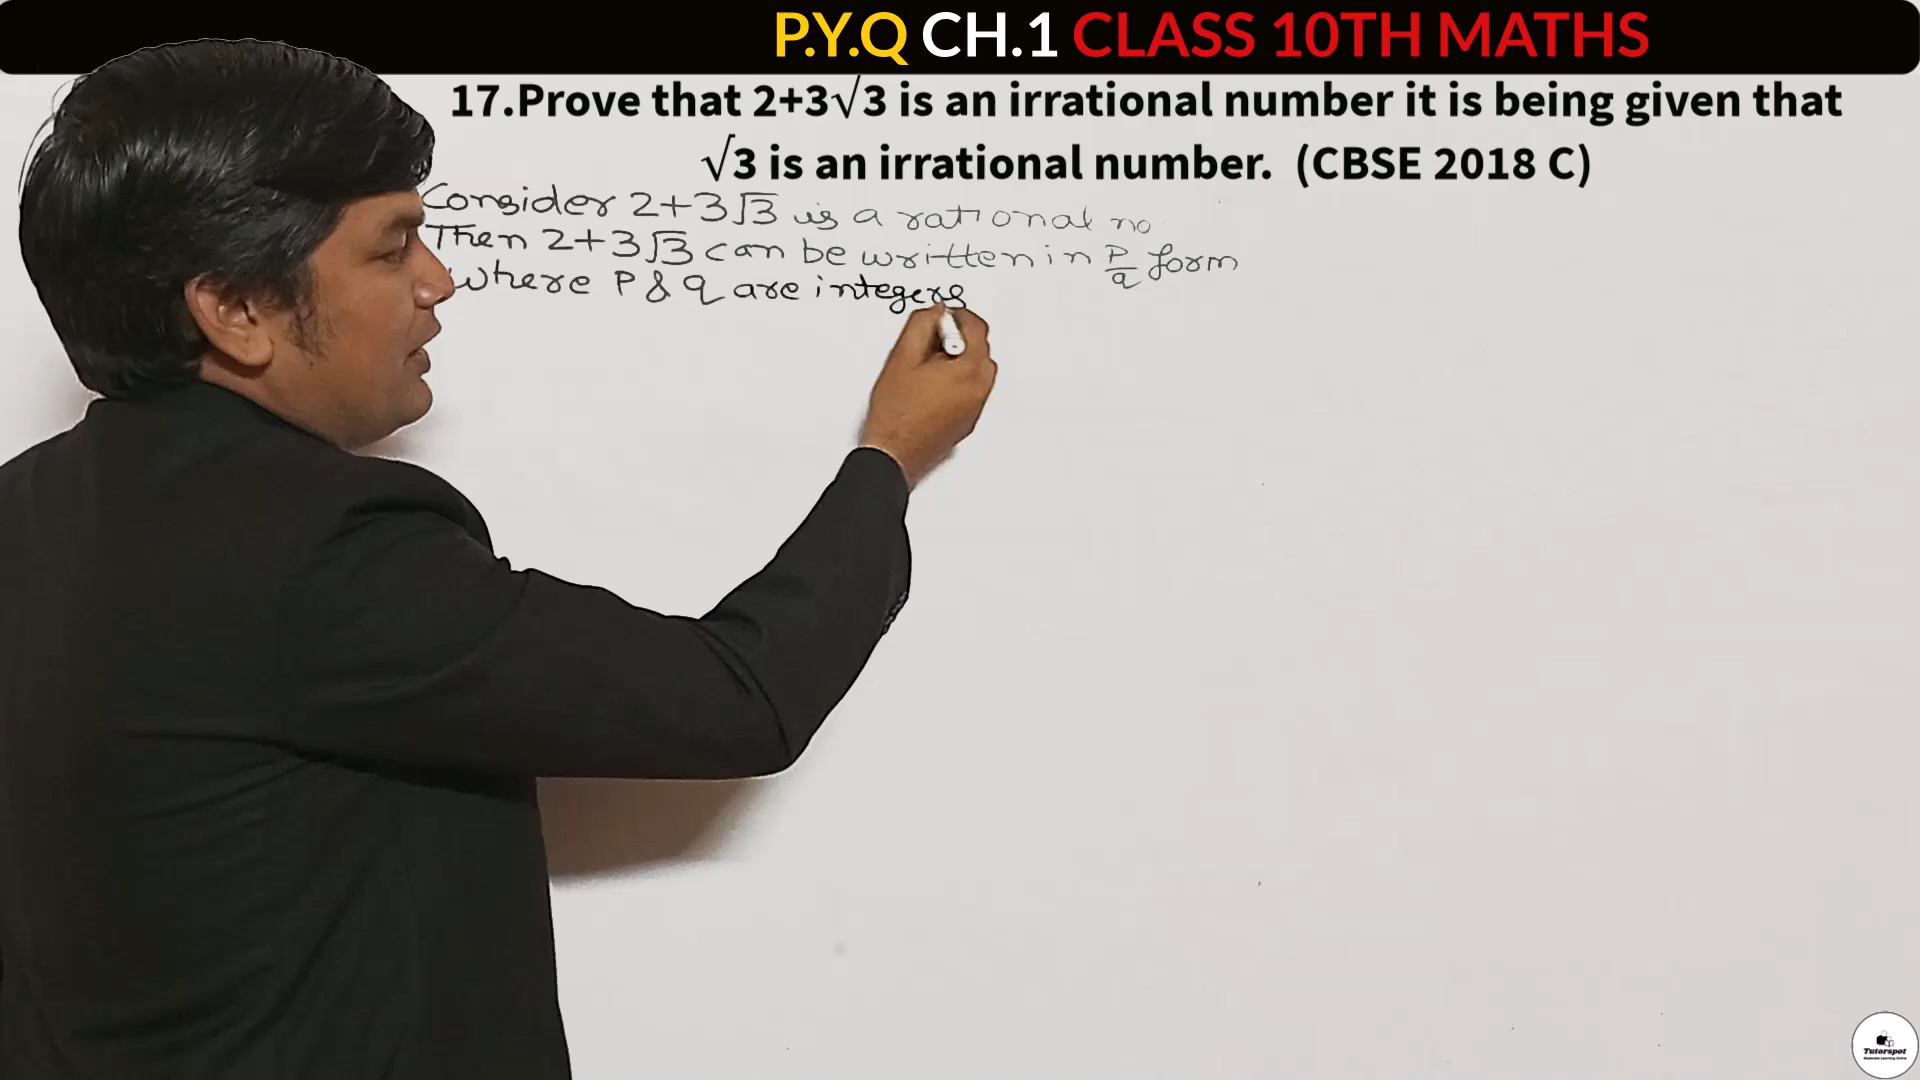 P.Y.Q CH.1 CLASS 10TH MATHS
17.Prove that 2+3√3 is an irrational number it is being given that
√3 is an irrational number. (CBSE 2018 C)
Consider 2+3√3 is a rational no
Then 2+3√3 can be written in P/q form
where P & q are integers
Tutorspot